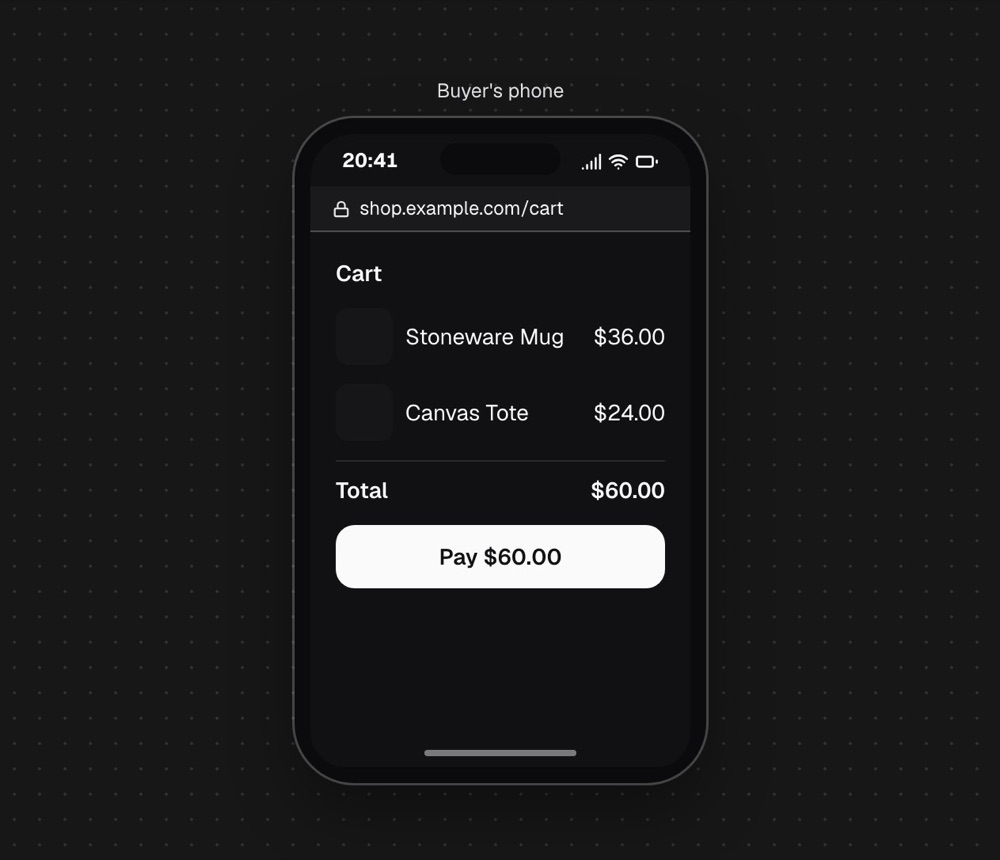 Buyer's phone
20:41
shop.example.com/cart
Cart
Stoneware Mug $36.00
Canvas Tote $24.00
Total $60.00
Pay $60.00